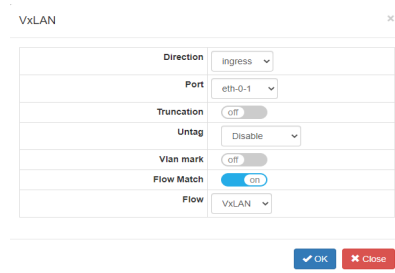 VxLAN ×
Direction ingress
Port eth-0-1
Truncation off
Untag Disable
Vlan mark off
Flow Match on
Flow VxLAN
OK Close